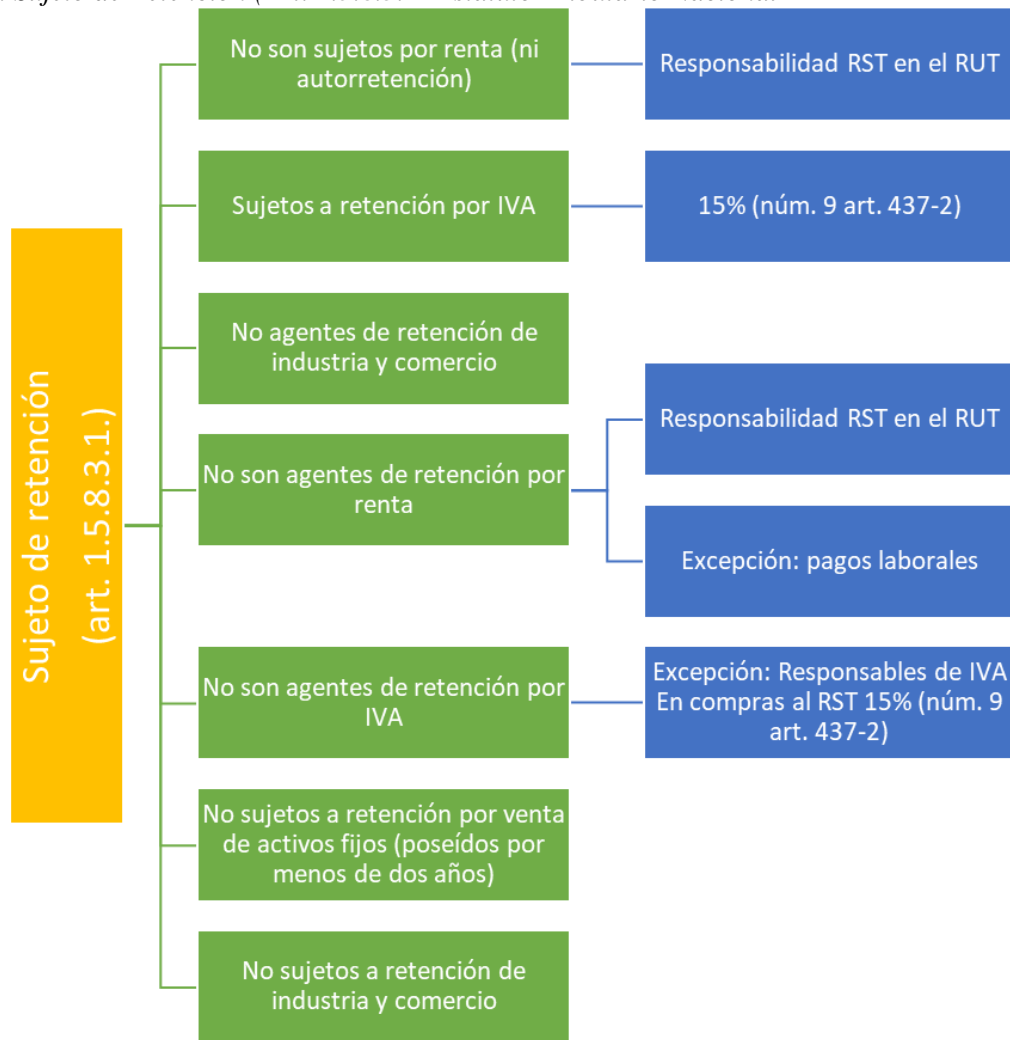 No son sujetos por renta (ni
autorretención)
Responsabilidad RST en el RUT
Sujetos a retención por IVA
15% (núm. 9 art. 437-2)
No agentes de retención de
industria y comercio
Sujeto de retención
(art. 1.5.8.3.1.)
No son agentes de retención por
renta
Responsabilidad RST en el RUT
Excepción: pagos laborales
No son agentes de retención por
IVA
Excepción: Responsables de IVA
En compras al RST 15% (núm. 9
art. 437-2)
No sujetos a retención por venta
de activos fijos (poseídos por
menos de dos años)
No sujetos a retención de
industria y comercio